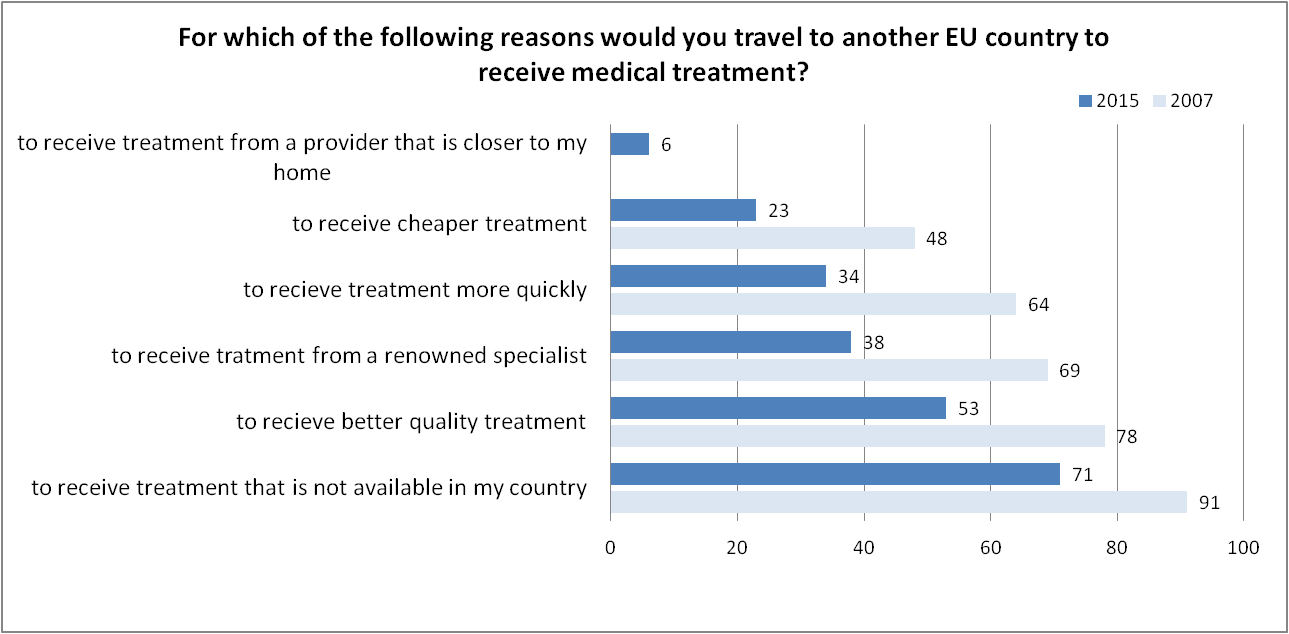 For which of the following reasons would you travel to another EU country to
receive medical treatment?
2015 2007
to receive treatment from a provider that is closer to my
home
6
to receive cheaper treatment
23
48
to recieve treatment more quickly
34
64
to receive tratment from a renowned specialist
38
69
to recieve better quality treatment
53
78
to receive treatment that is not available in my country
71
91
0 20 40 60 80 100